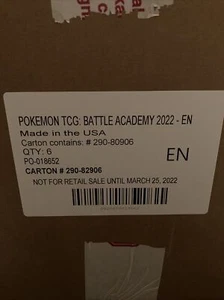 POKEMON TCG: BATTLE ACADEMY 2022 - EN
Made in the USA
Carton contains: # 290-80906
QTY: 6
PO-018652
EN
CARTON # 290-82906
NOT FOR RETAIL SALE UNTIL MARCH 25, 2022